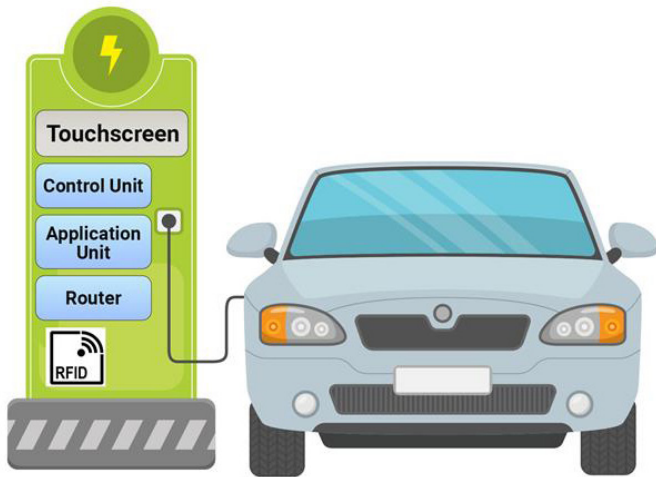 Touchscreen
Control Unit
Application
Unit
Router
RFID